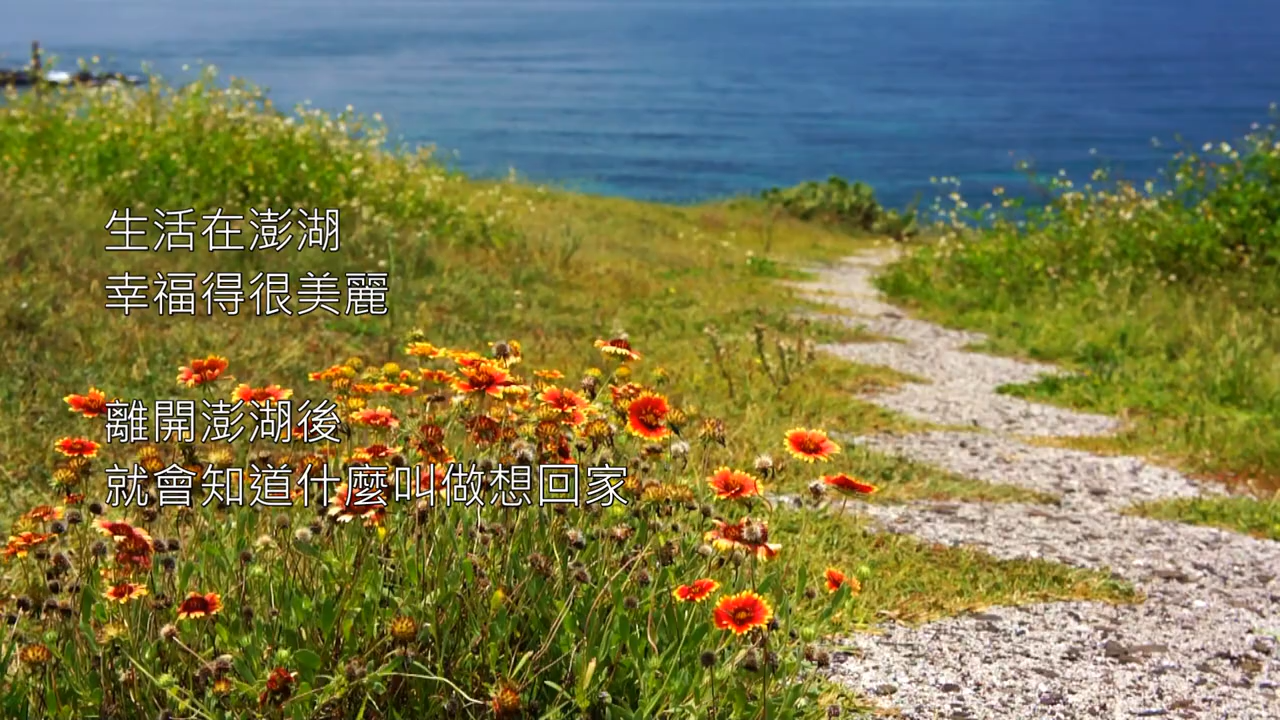 生活在澎湖
幸福得很美麗
離開澎湖後
就會知道什麼叫做想回家